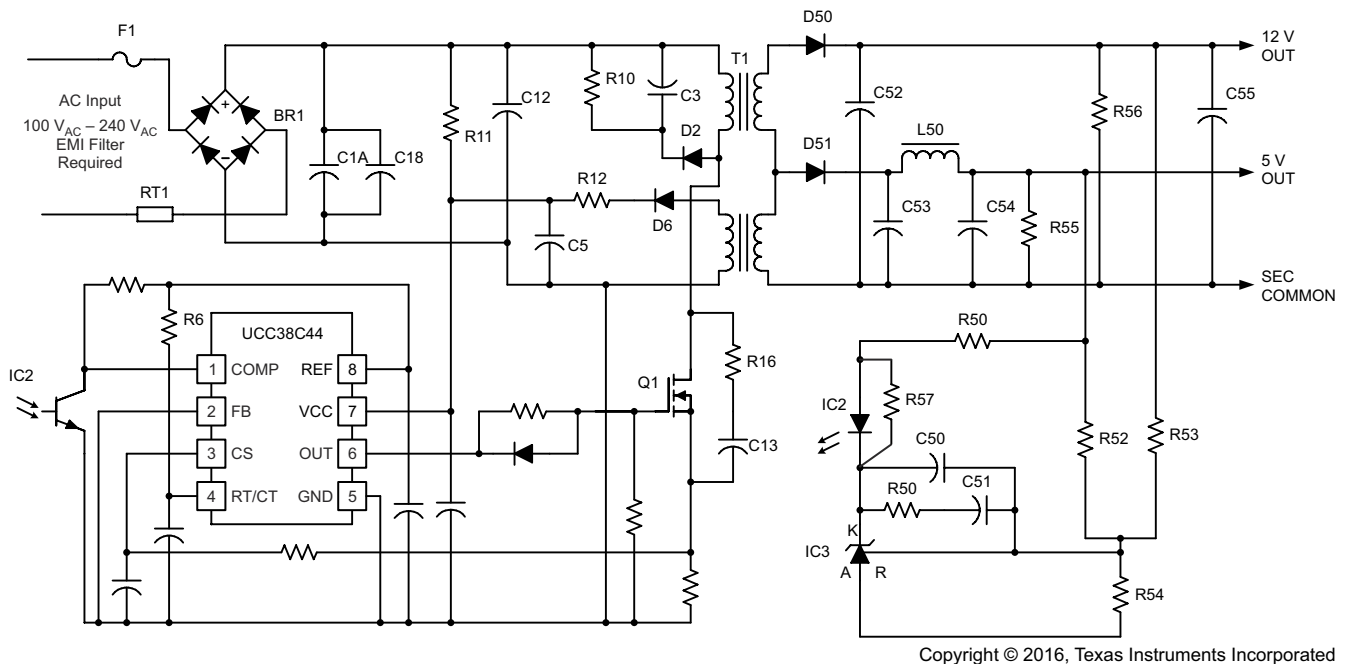 F1
D50
12 V
OUT
T1
AC Input
100 VAC – 240 VAC
EMI Filter
Required
BR1
+
–
R10
C3
C12
C52
R56
C55
R11
D2
L50
D51
5 V
OUT
C1A
C18
RT1
R12
D6
C5
C53
C54
R55
SEC
COMMON
R6
UCC38C44
R50
IC2
1
COMP
REF
8
2
FB
VCC
7
3
CS
OUT
6
4
RT/CT
GND
5
Q1
R16
C13
IC2
R57
C50
R50
C51
R52
R53
K
IC3
A
R
R54
Copyright © 2016, Texas Instruments Incorporated